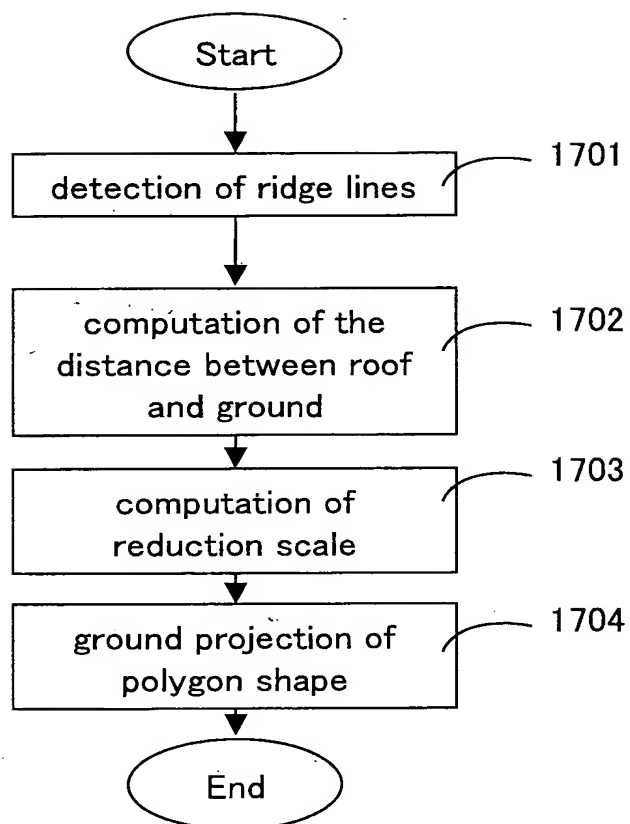 Start
detection of ridge lines
1701
computation of the
distance between roof
and ground
1702
computation of
reduction scale
1703
ground projection of
polygon shape
1704
End